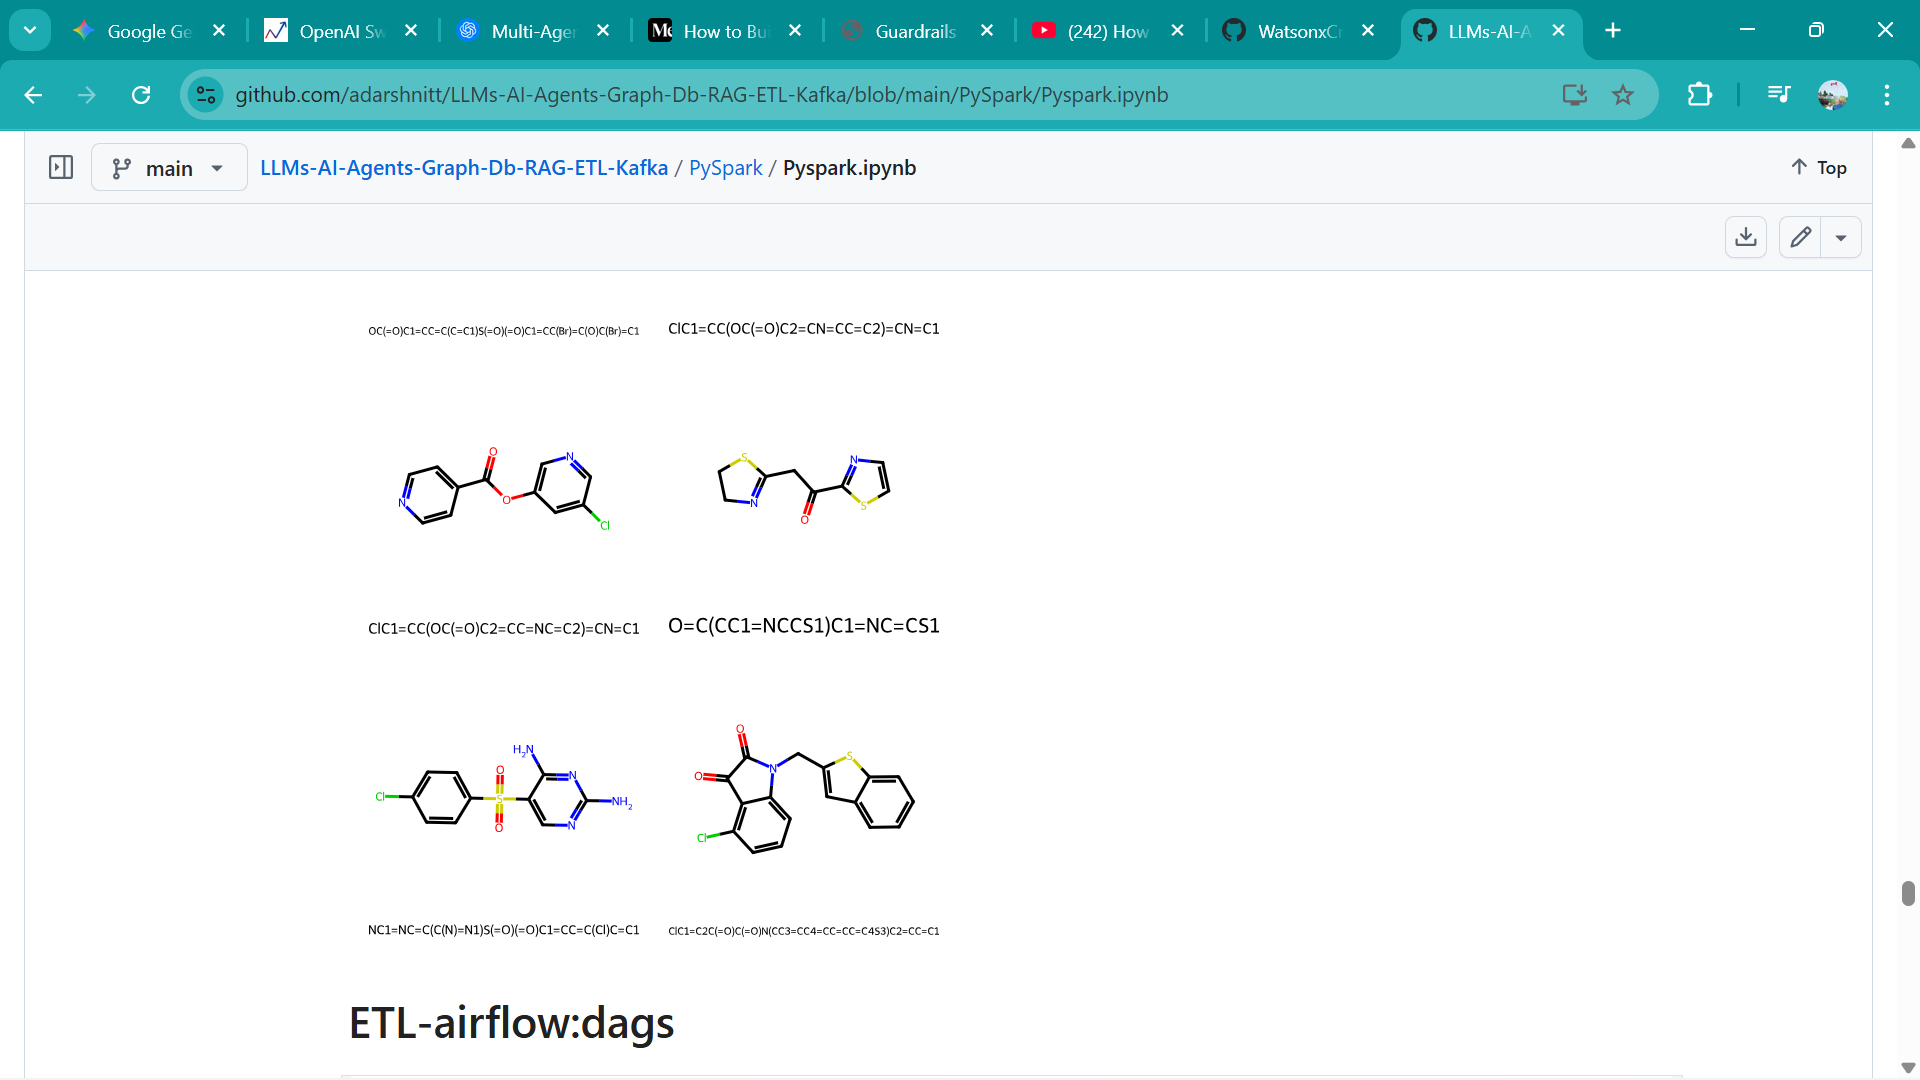 Google Ge
OpenAI Sw
Multi-Agen
How to Bui
Guardrails
(242) How
WatsonxCr
LLMs-AI-A
github.com/adarshnitt/LLMs-AI-Agents-Graph-Db-RAG-ETL-Kafka/blob/main/PySpark/Pyspark.ipynb
main
LLMs-AI-Agents-Graph-Db-RAG-ETL-Kafka / PySpark / Pyspark.ipynb
Top
OC(=O)C1=CC=C(C=C1)S(=O)(=O)C1=CC(Br)=C(O)C(Br)=C1
ClC1=CC(OC(=O)C2=CN=CC=C2)=CN=C1
N O O N Cl
S N O N S
ClC1=CC(OC(=O)C2=CC=NC=C2)=CN=C1
O=C(CC1=NCCS1)C1=NC=CS1
Cl O S O H2N N N NH2
O O N S Cl
NC1=NC=C(C(N)=N1)S(=O)(=O)C1=CC=C(Cl)C=C1
ClC1=C2C(=O)C(=O)N(CC3=CC4=CC=CC=C4S3)C2=CC=C1
ETL-airflow:dags